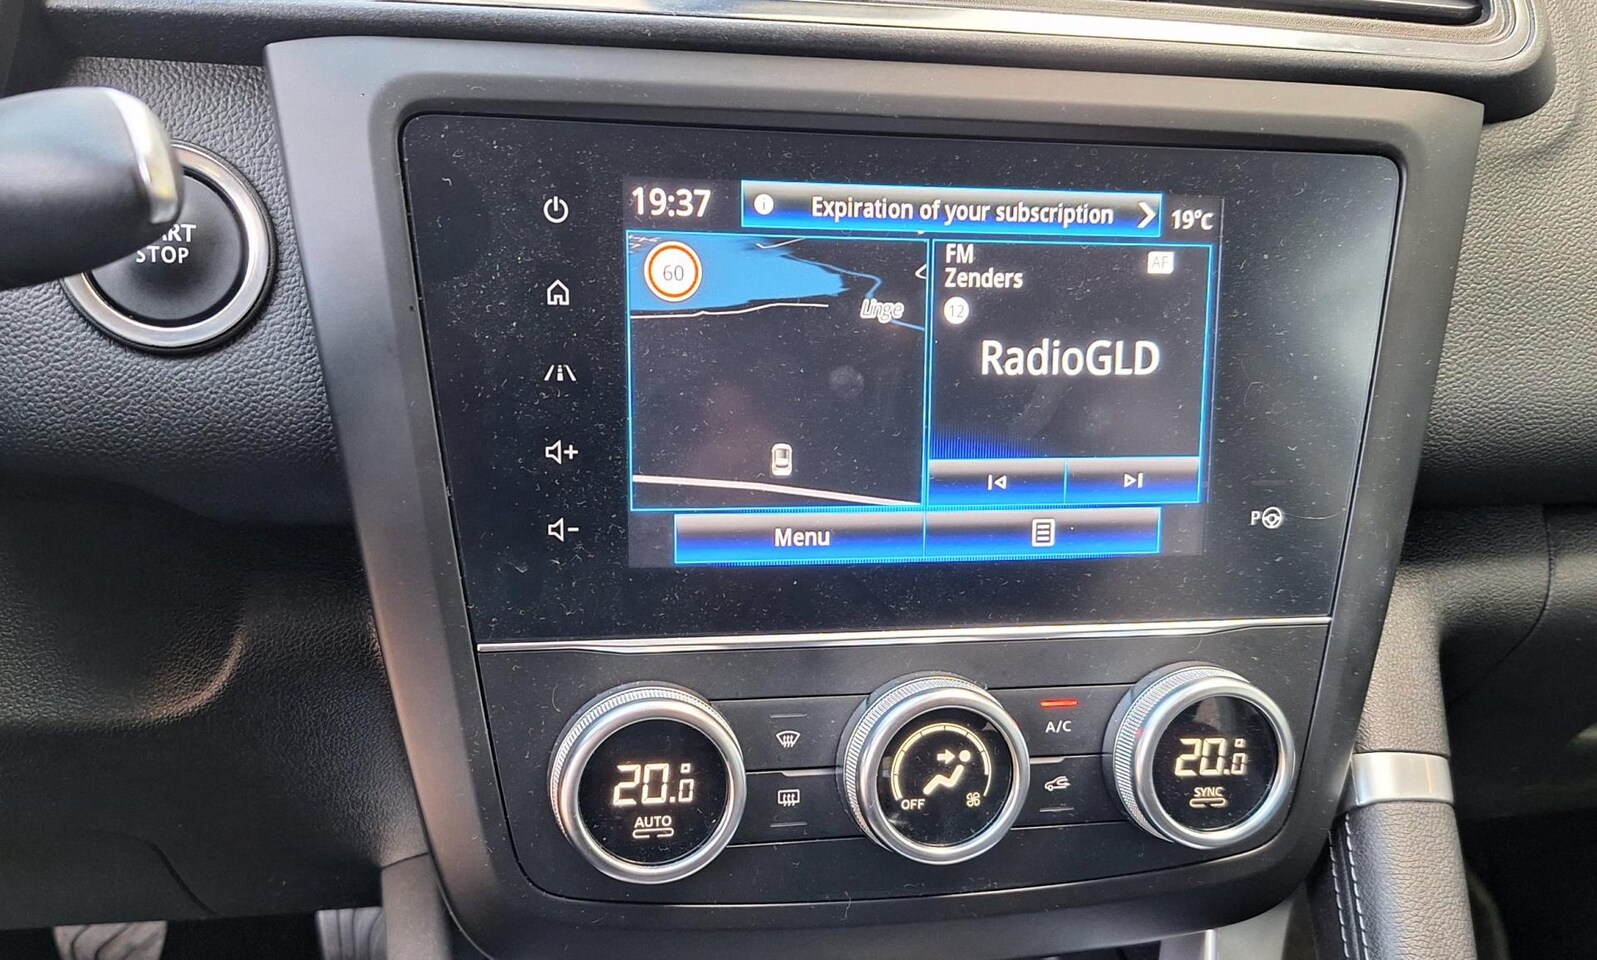 19:37
Expiration of your subscription
19°C
60
Linge
FM
Zenders
AF
12
RadioGLD
Menu
STOP
P
20.0
AUTO
OFF
A/C
20.0
SYNC